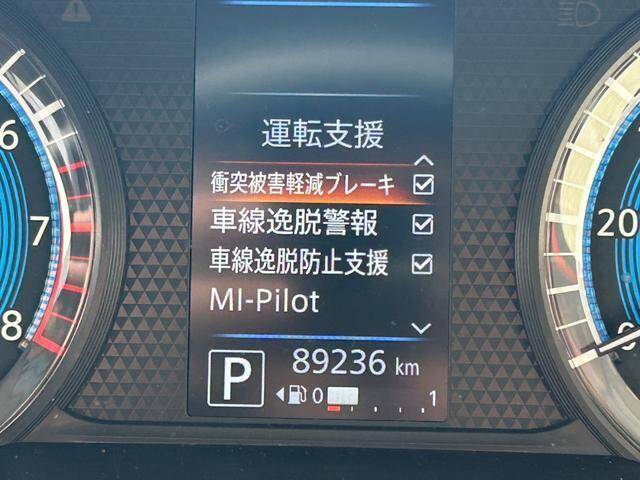 運転支援
衝突被害軽減ブレーキ
車線逸脱警報
車線逸脱防止支援
MI-Pilot
P
89236 km
0 1
6
7
8
20
0